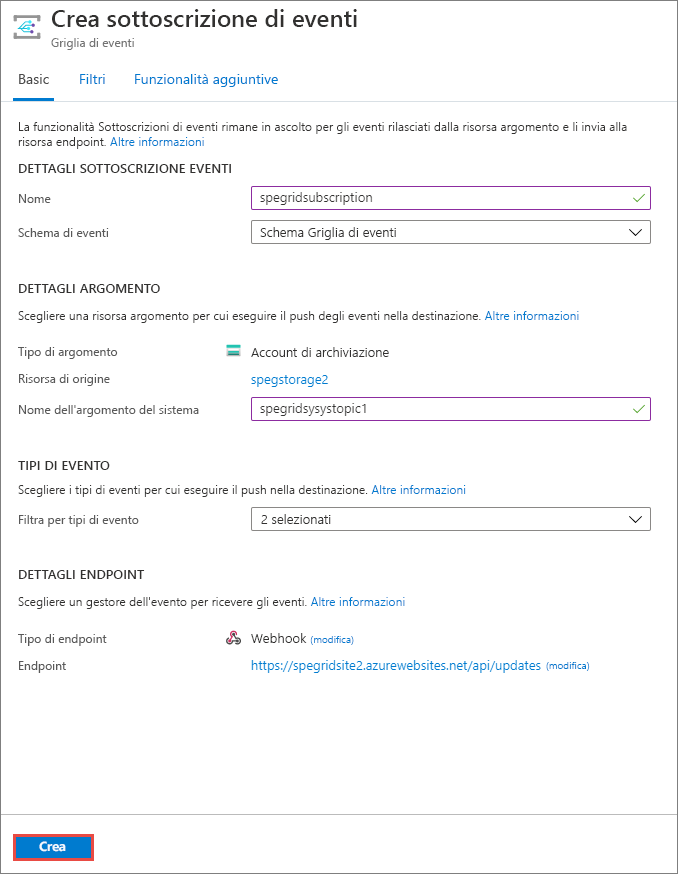 Crea sottoscrizione di eventi
Griglia di eventi
Basic Filtri Funzionalità aggiuntive
La funzionalità Sottoscrizioni di eventi rimane in ascolto per gli eventi rilasciati dalla risorsa argomento e li invia alla
risorsa endpoint. Altre informazioni
DETTAGLI SOTTOSCRIZIONE EVENTI
Nome spegridsubscription
Schema di eventi Schema Griglia di eventi
DETTAGLI ARGOMENTO
Scegliere una risorsa argomento per cui eseguire il push degli eventi nella destinazione. Altre informazioni
Tipo di argomento Account di archiviazione
Risorsa di origine spegstorage2
Nome dell'argomento del sistema spegridsysystopic1
TIPI DI EVENTO
Scegliere i tipi di eventi per cui eseguire il push nella destinazione. Altre informazioni
Filtra per tipi di evento 2 selezionati
DETTAGLI ENDPOINT
Scegliere un gestore dell'evento per ricevere gli eventi. Altre informazioni
Tipo di endpoint Webhook (modifica)
Endpoint https://spegridsite2.azurewebsites.net/api/updates (modifica)
Crea